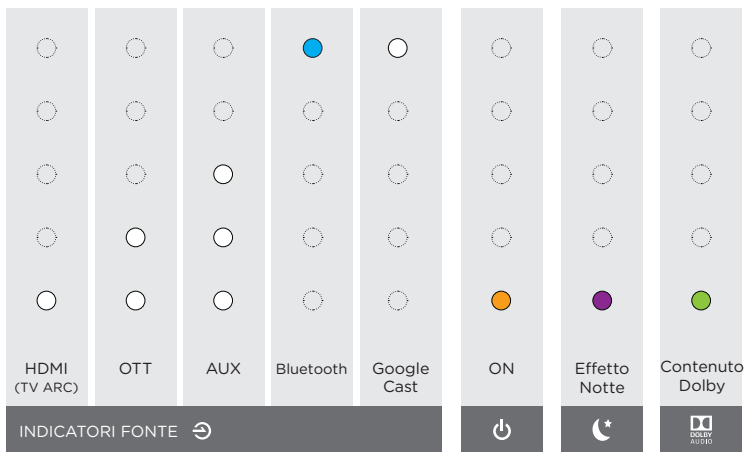 HDMI
(TV ARC)
OTT
AUX
Bluetooth
Google
Cast
ON
Effetto
Notte
Contenuto
Dolby
INDICATORI FONTE
DOLBY
AUDIO